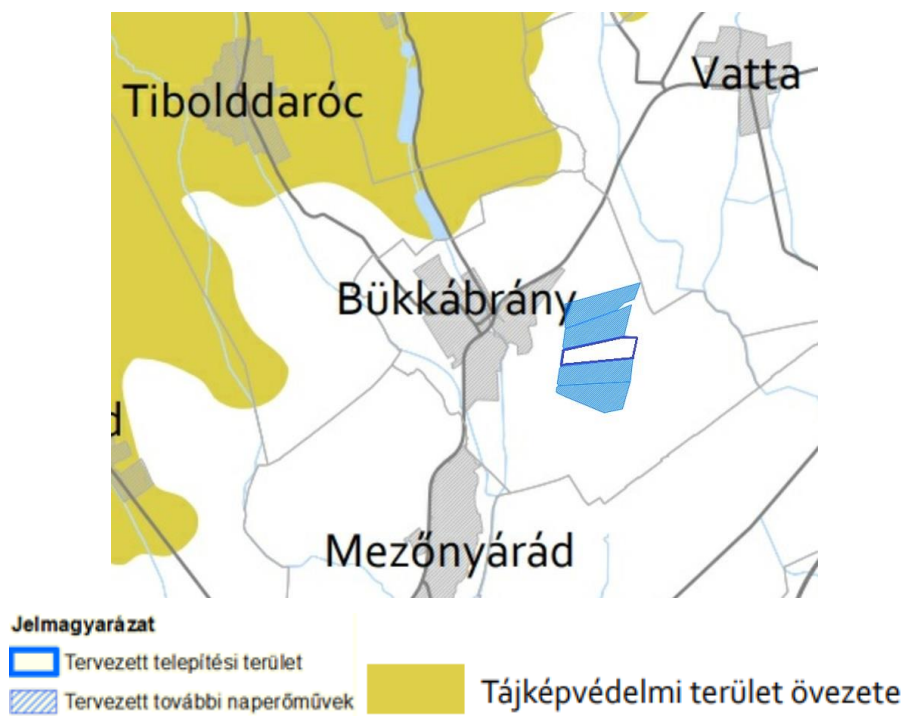 Vatta
Tibolddaróc
Bükkábrány
d
Mezőnyárád
Jelmagyarázat
Tervezett telepítési terület
Tervezett további naperőművek
Tájképvédelmi terület övezete